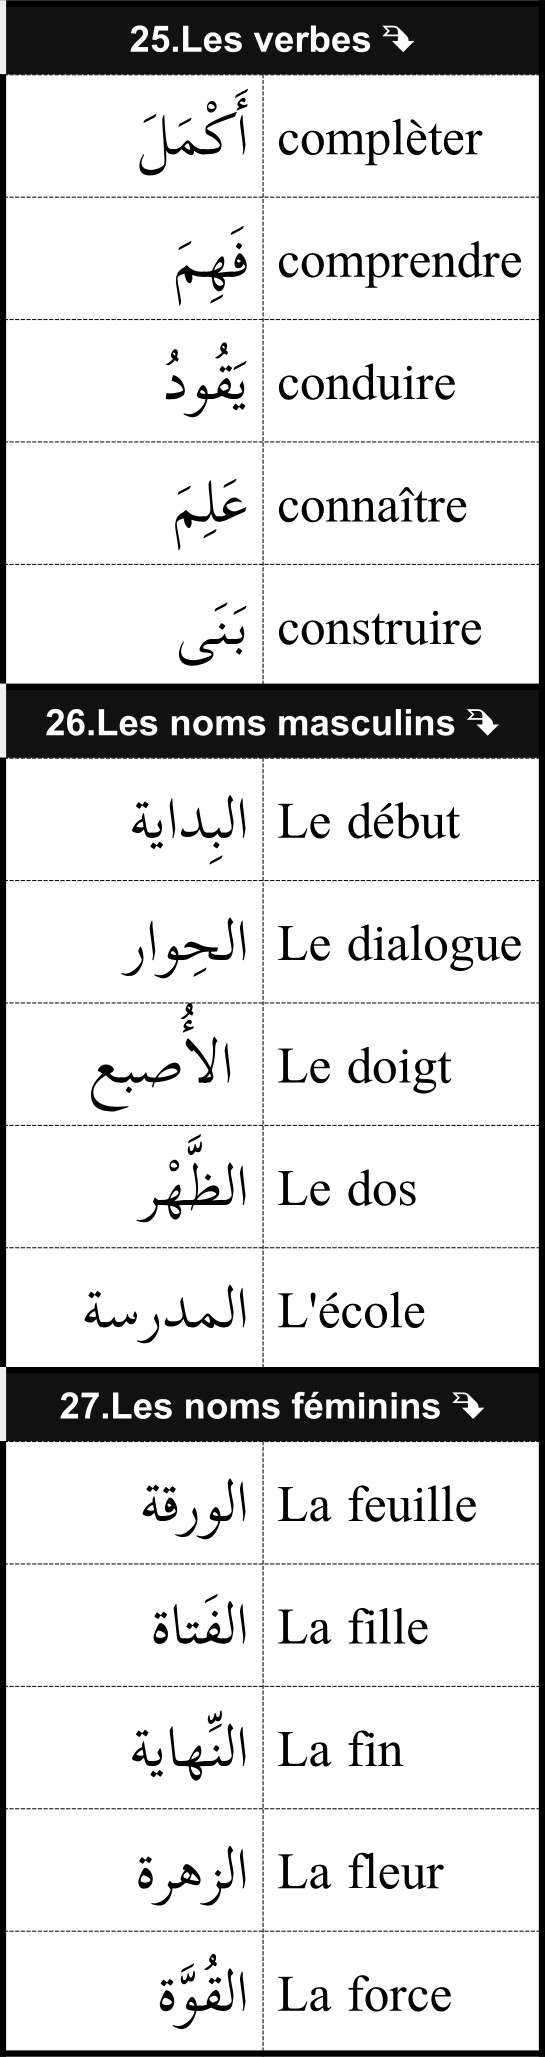 25.Les verbes
أَكْمَلَ complèter
فَهِمَ comprendre
يَقُودُ conduire
عَلِمَ connaître
بَنَى construire
26.Les noms masculins
البِداية Le début
الحِوار Le dialogue
الأُصبع Le doigt
الظَّهْر Le dos
المدرسة L'école
27.Les noms féminins
الورقة La feuille
الفَتاة La fille
النِّهاية La fin
الزهرة La fleur
القُوَّة La force